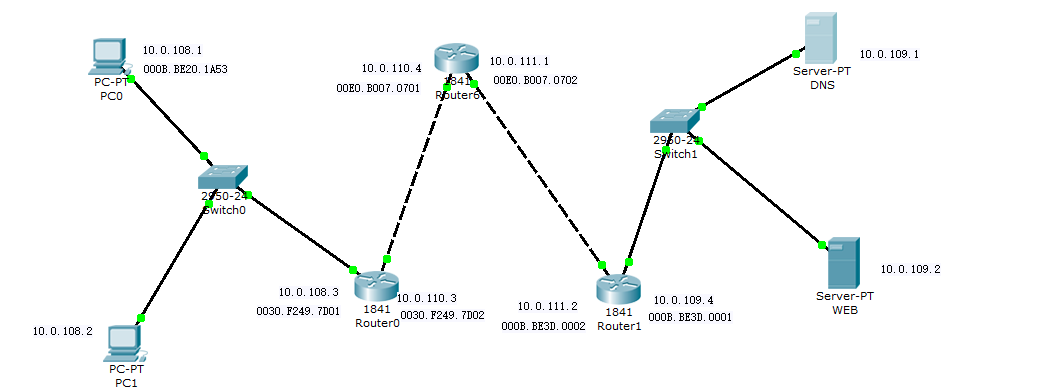 10.0.108.1
000B.BE20.1A53
PC-PT
PC0
10.0.110.4
00E0.B007.0701
1841
Router6
10.0.111.1
00E0.B007.0702
Server-PT
DNS
10.0.109.1
2950-24
Switch1
2950-24
Switch0
10.0.108.3
0030.F249.7D01
1841
Router0
10.0.110.3
0030.F249.7D02
10.0.111.2
000B.BE3D.0002
1841
Router1
10.0.109.4
000B.BE3D.0001
Server-PT
WEB
10.0.109.2
10.0.108.2
PC-PT
PC1